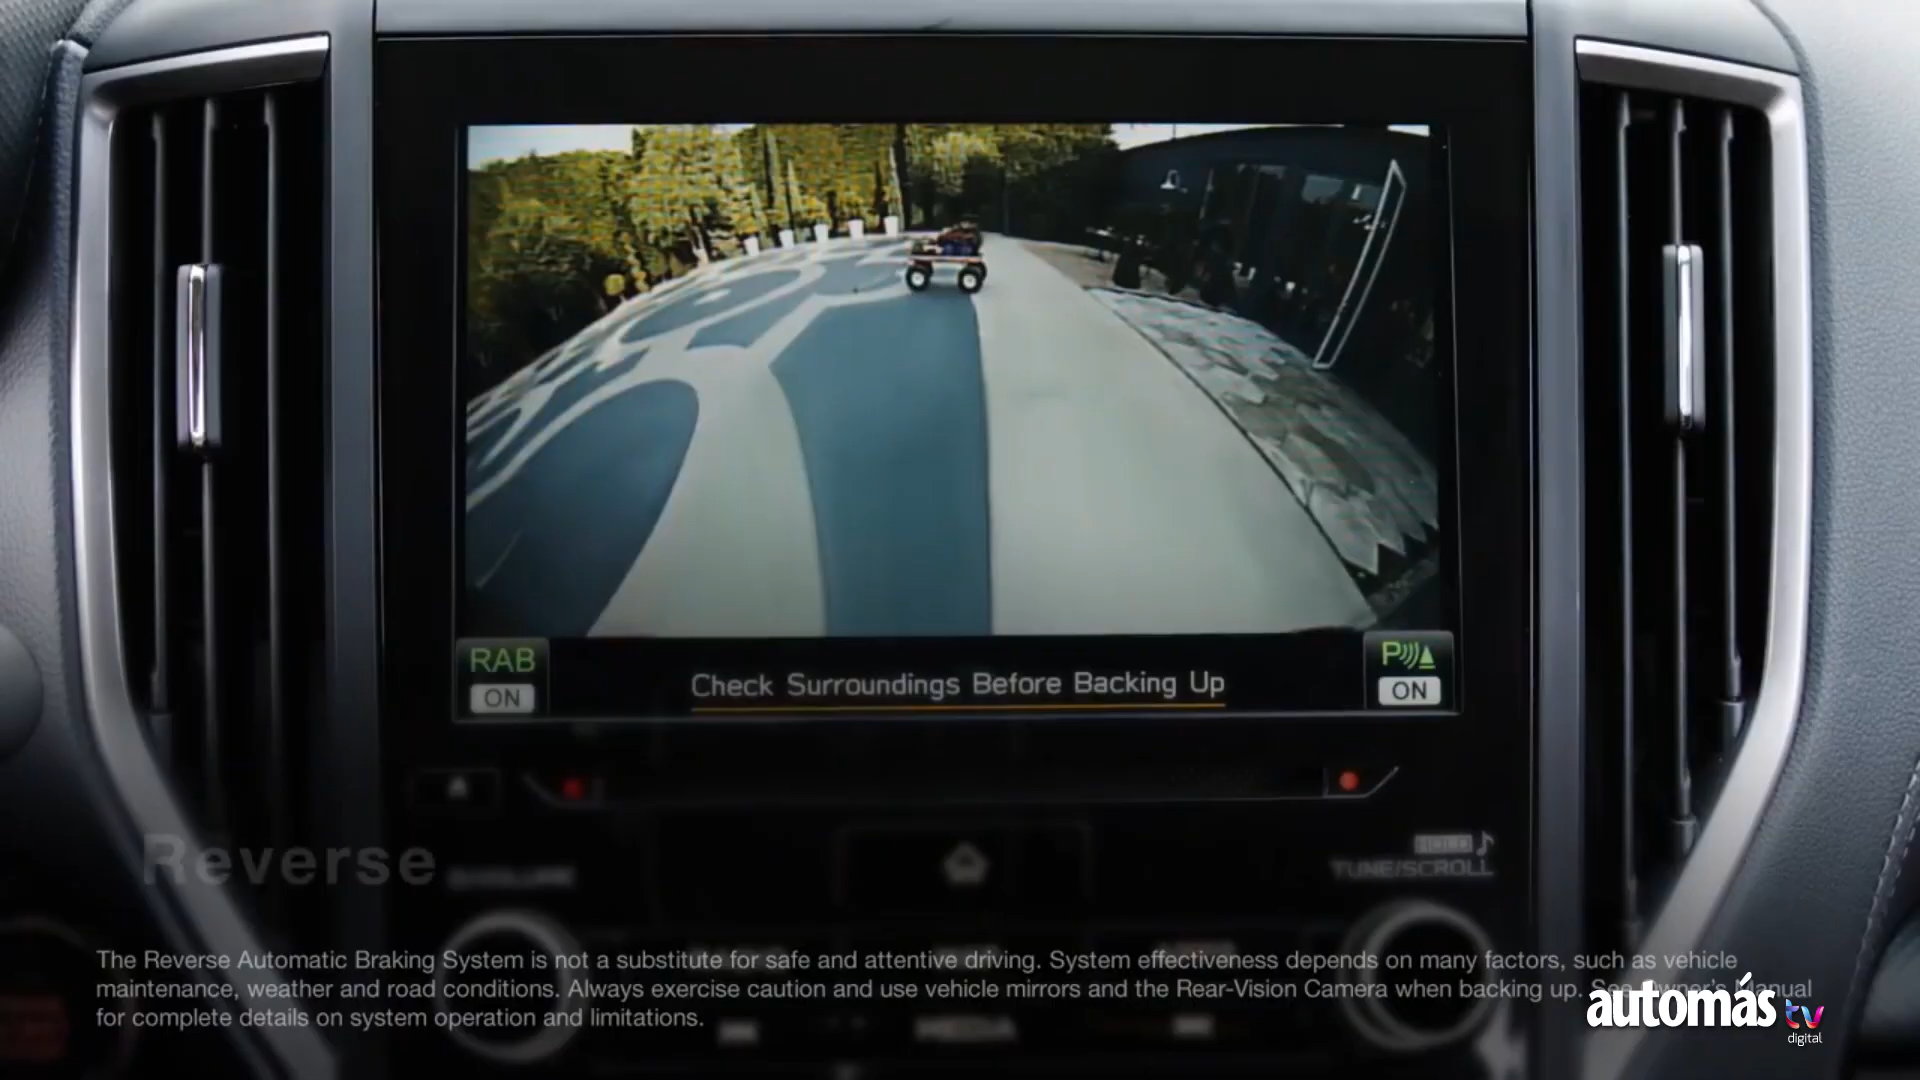 RAB
ON
Check Surroundings Before Backing Up
P
ON
Reverse
TUNE/SCROLL
The Reverse Automatic Braking System is not a substitute for safe and attentive driving. System effectiveness depends on many factors, such as vehicle
maintenance, weather and road conditions. Always exercise caution and use vehicle mirrors and the Rear-Vision Camera when backing up. See Owner's Manual
for complete details on system operation and limitations.
MEDIA
automás tv
digital